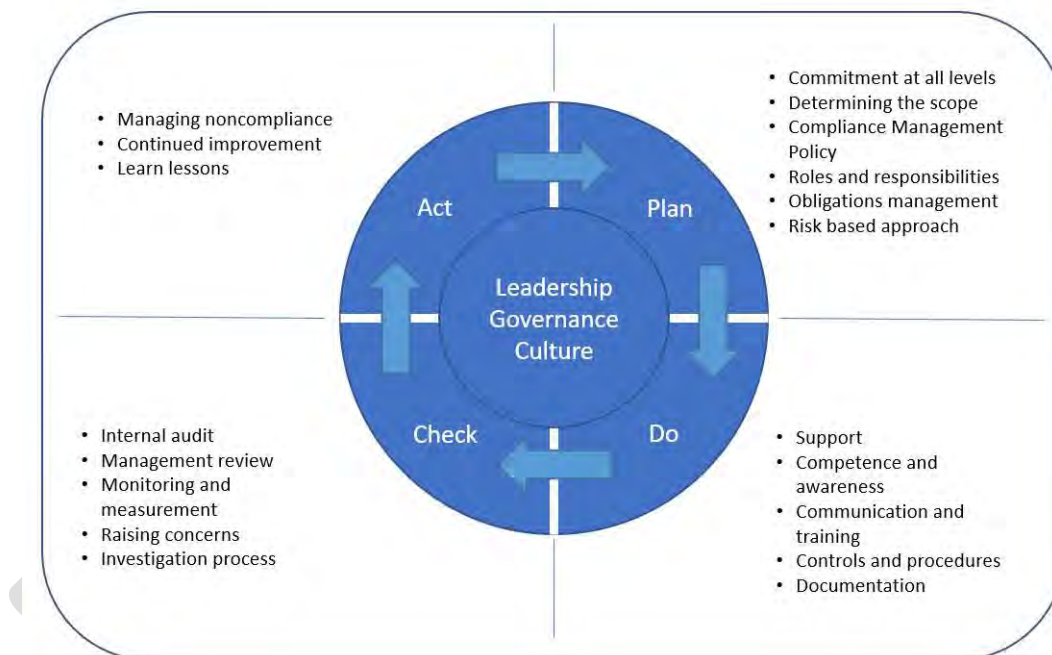 • Managing noncompliance
• Continued improvement
• Learn lessons
• Commitment at all levels
• Determining the scope
• Compliance Management
Policy
• Roles and responsibilities
• Obligations management
• Risk based approach
Act
Plan
Leadership
Governance
Culture
Check
Do
• Internal audit
• Management review
• Monitoring and
measurement
• Raising concerns
• Investigation process
• Support
• Competence and
awareness
• Communication and
training
• Controls and procedures
• Documentation